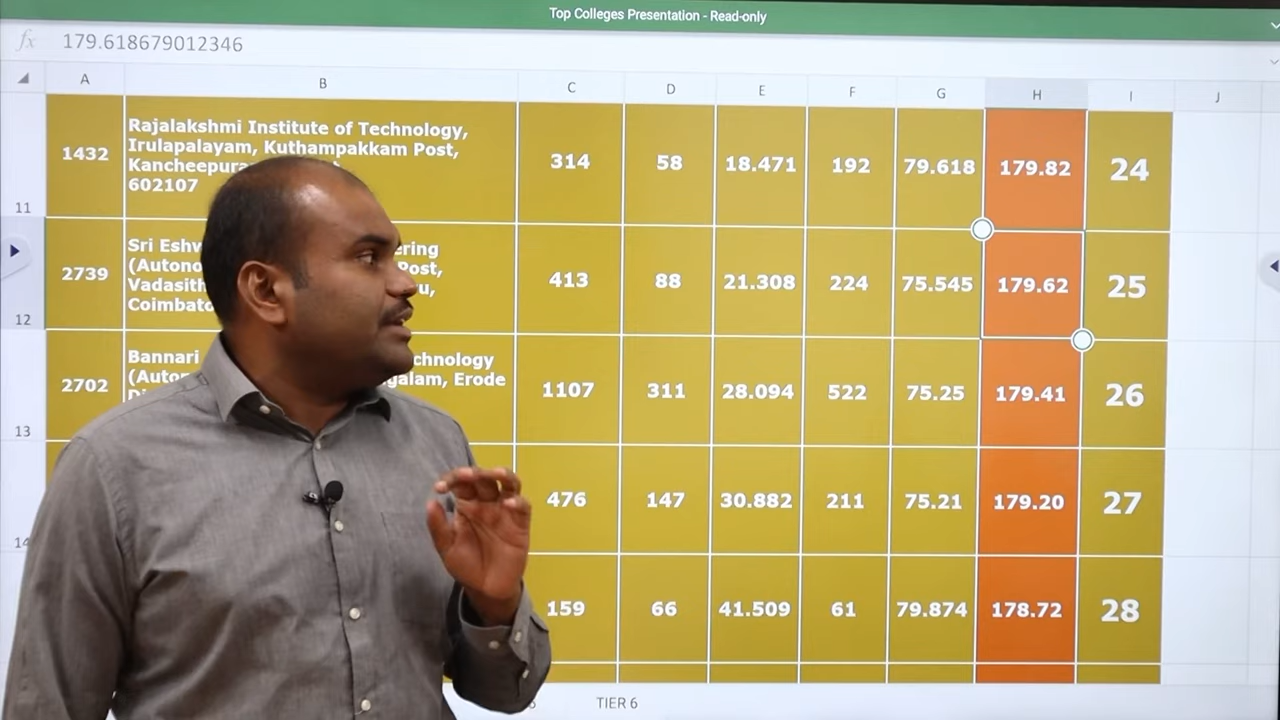 Top Colleges Presentation - Read-only
fx 179.618679012346
A B C D E F G H I J
11 1432 Rajalakshmi Institute of Technology,
Irulapalayam, Kuthampakkam Post,
602107
314 58 18.471 192 79.618 179.82 24
12 2739 Sri
(Autono
Post,
Vadasith
Coimbato
413 88 21.308 224 75.545 179.62 25
13 2702 Bannari
chnology
(Auton
galam, Erode
1107 311 28.094 522 75.25 179.41 26
14 476 147 30.882 211 75.21 179.20 27
159 66 41.509 61 79.874 178.72 28
TIER 6